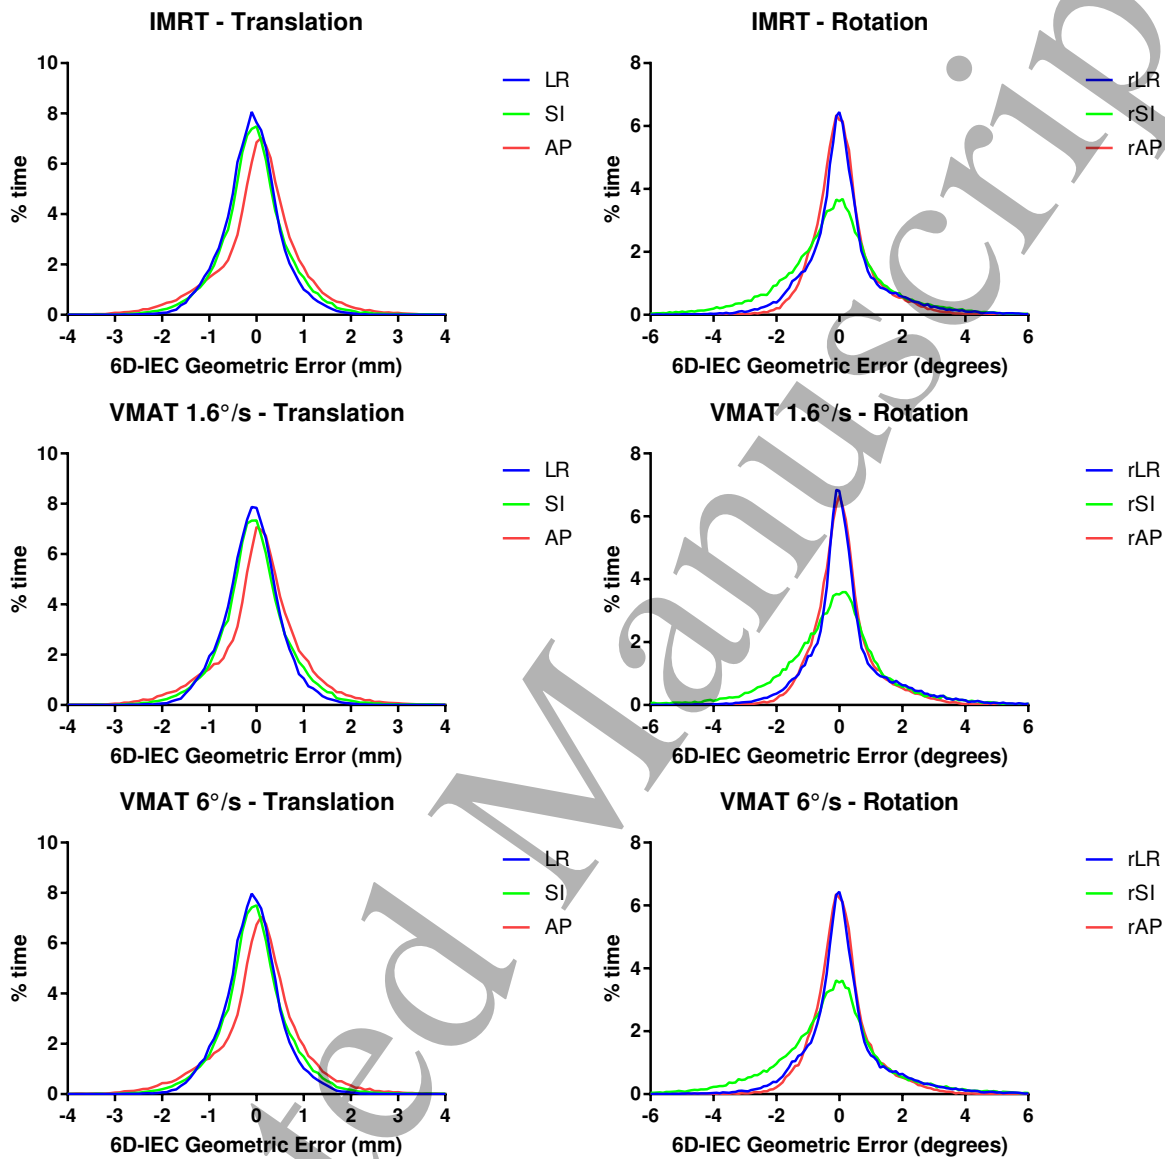 IMRT - Translation
10
8
6
4
2
0
% time
-4 -3 -2 -1 0 1 2 3 4
6D-IEC Geometric Error (mm)
LR
SI
AP
IMRT - Rotation
8
6
4
2
0
% time
-6 -4 -2 0 2 4 6
6D-IEC Geometric Error (degrees)
rLR
rSI
rAP
VMAT 1.6°/s - Translation
10
8
6
4
2
0
% time
-4 -3 -2 -1 0 1 2 3 4
6D-IEC Geometric Error (mm)
LR
SI
AP
VMAT 1.6°/s - Rotation
8
6
4
2
0
% time
-6 -4 -2 0 2 4 6
6D-IEC Geometric Error (degrees)
rLR
rSI
rAP
VMAT 6°/s - Translation
10
8
6
4
2
0
% time
-4 -3 -2 -1 0 1 2 3 4
6D-IEC Geometric Error (mm)
LR
SI
AP
VMAT 6°/s - Rotation
8
6
4
2
0
% time
-6 -4 -2 0 2 4 6
6D-IEC Geometric Error (degrees)
rLR
rSI
rAP
ted Manuscrip